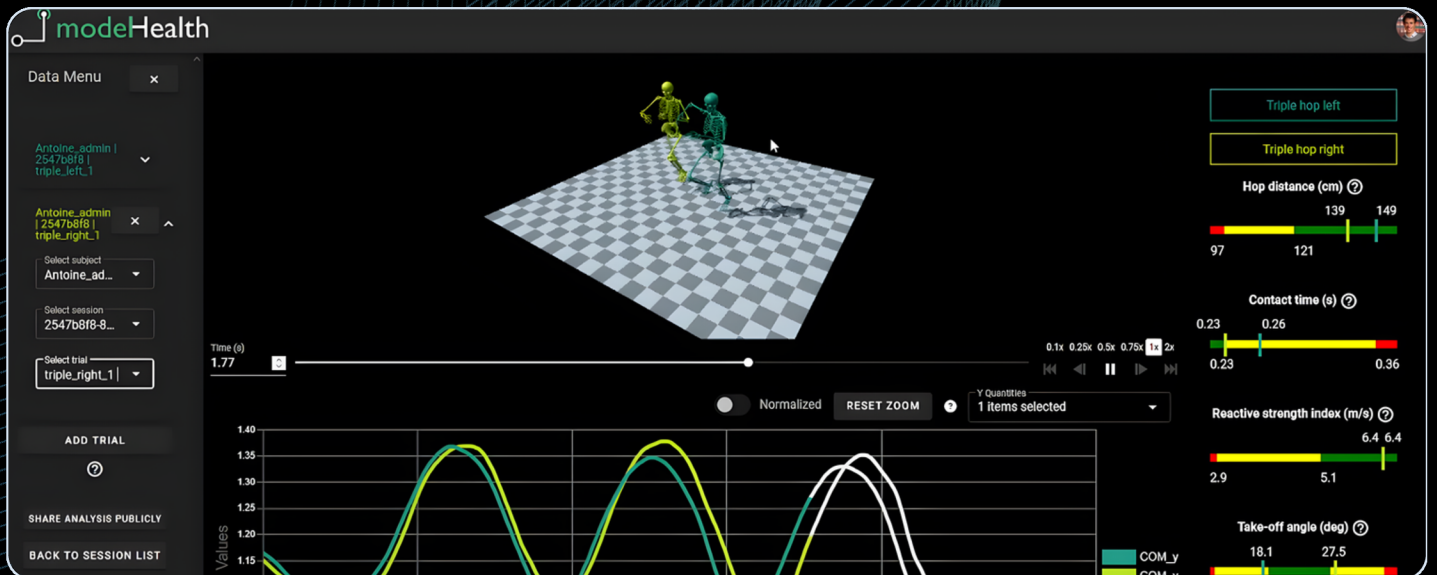 modelHealth
Data Menu
Antoine_admin |
2547b8f8 |
triple_left_1
Antoine_admin
| 2547b8f8 |
triple_right_1
Select subject
Antoine_ad...
Select session
2547b8f8-8...
Select trial
triple_right_1
ADD TRIAL
SHARE ANALYSIS PUBLICLY
BACK TO SESSION LIST
Time (s)
1.77
0.1x 0.25x 0.5x 0.75x 1x 2x
Normalized
RESET ZOOM
Y Quantities
1 items selected
1.40
1.35
1.30
1.25
1.20
1.15
Values
COM_y
Triple hop left
Triple hop right
Hop distance (cm)
139 149
97 121
Contact time (s)
0.23 0.26
0.23 0.36
Reactive strength index (m/s)
6.4 6.4
2.9 5.1
Take-off angle (deg)
18.1 27.5